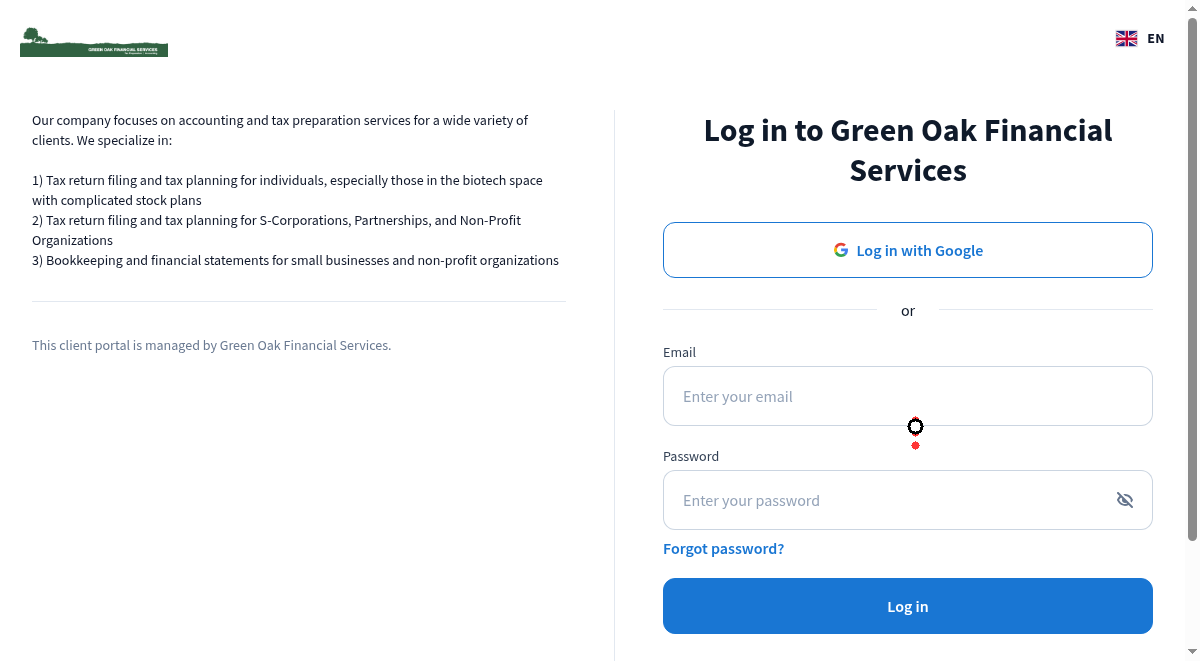 GREEN OAK FINANCIAL SERVICES
EN
Our company focuses on accounting and tax preparation services for a wide variety of
clients. We specialize in:
1) Tax return filing and tax planning for individuals, especially those in the biotech space
with complicated stock plans
2) Tax return filing and tax planning for S-Corporations, Partnerships, and Non-Profit
Organizations
3) Bookkeeping and financial statements for small businesses and non-profit organizations
This client portal is managed by Green Oak Financial Services.
Log in to Green Oak Financial
Services
Log in with Google
or
Email
Enter your email
Password
Enter your password
Forgot password?
Log in